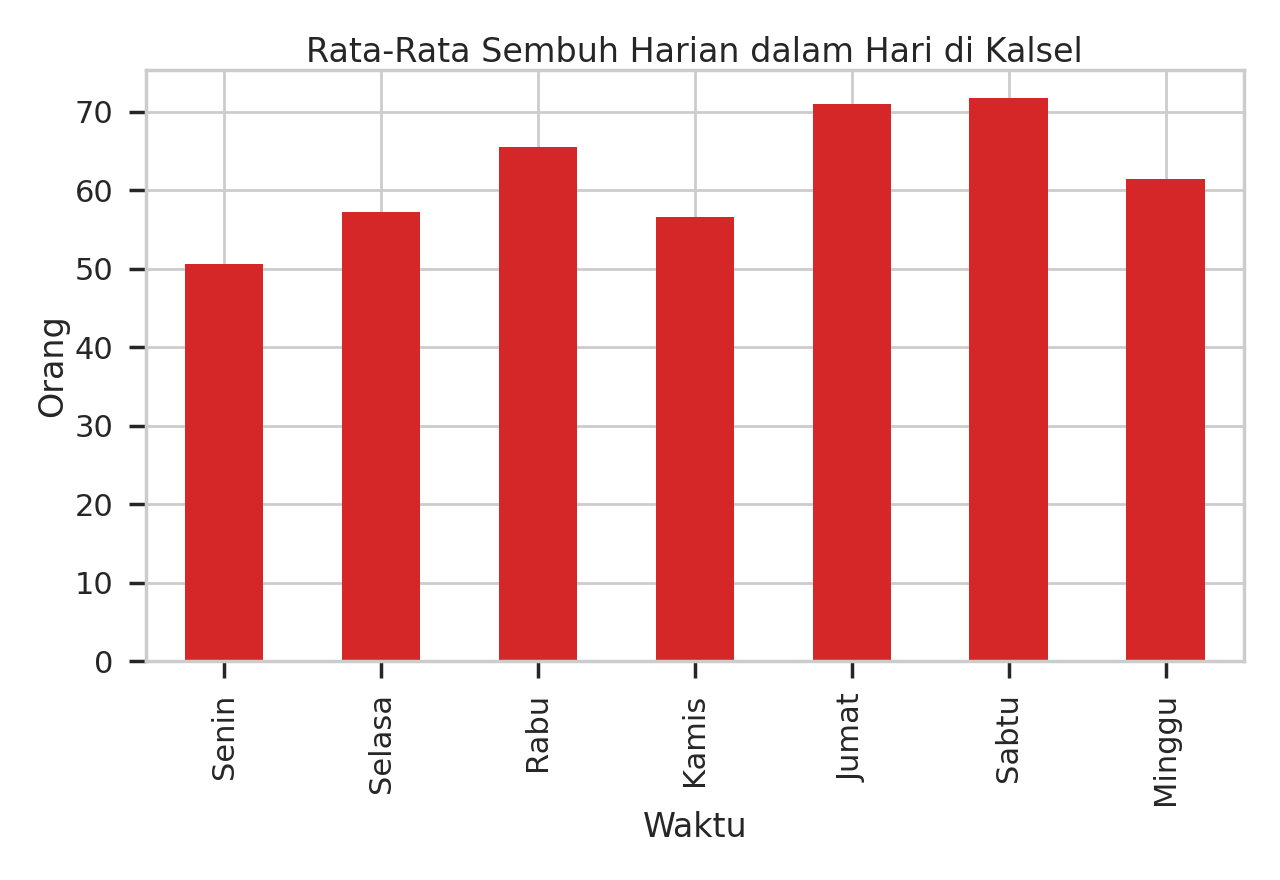 Rata-Rata Sembuh Harian dalam Hari di Kalsel
Orang
70
60
50
40
30
20
10
0
Senin
Selasa
Rabu
Kamis
Jumat
Sabtu
Minggu
Waktu